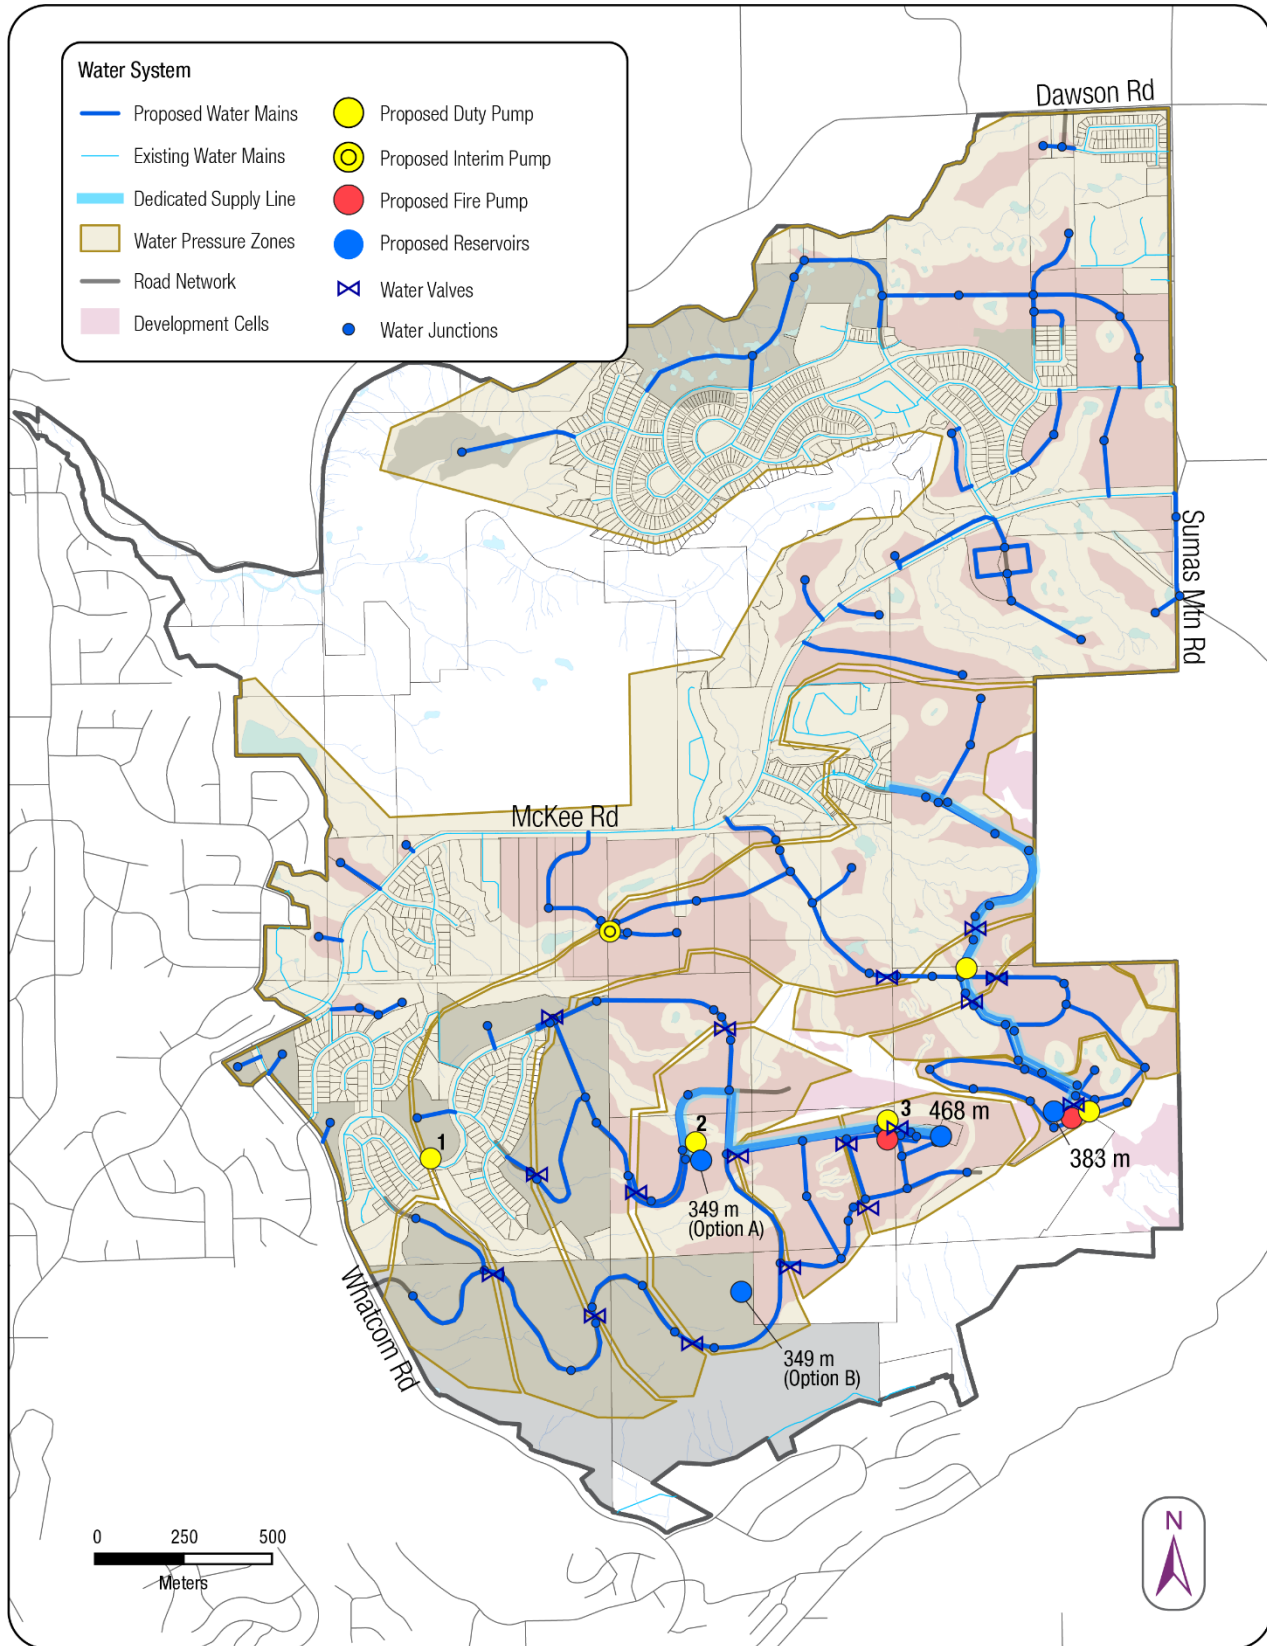 Water System
Proposed Water Mains
Existing Water Mains
Dedicated Supply Line
Water Pressure Zones
Road Network
Development Cells
Proposed Duty Pump
Proposed Interim Pump
Proposed Fire Pump
Proposed Reservoirs
Water Valves
Water Junctions
Dawson Rd
Sumas Mtn Rd
McKee Rd
1
2
3
468 m
383 m
349 m
(Option A)
349 m
(Option B)
Whatcom Rd
0 250 500
Meters
N